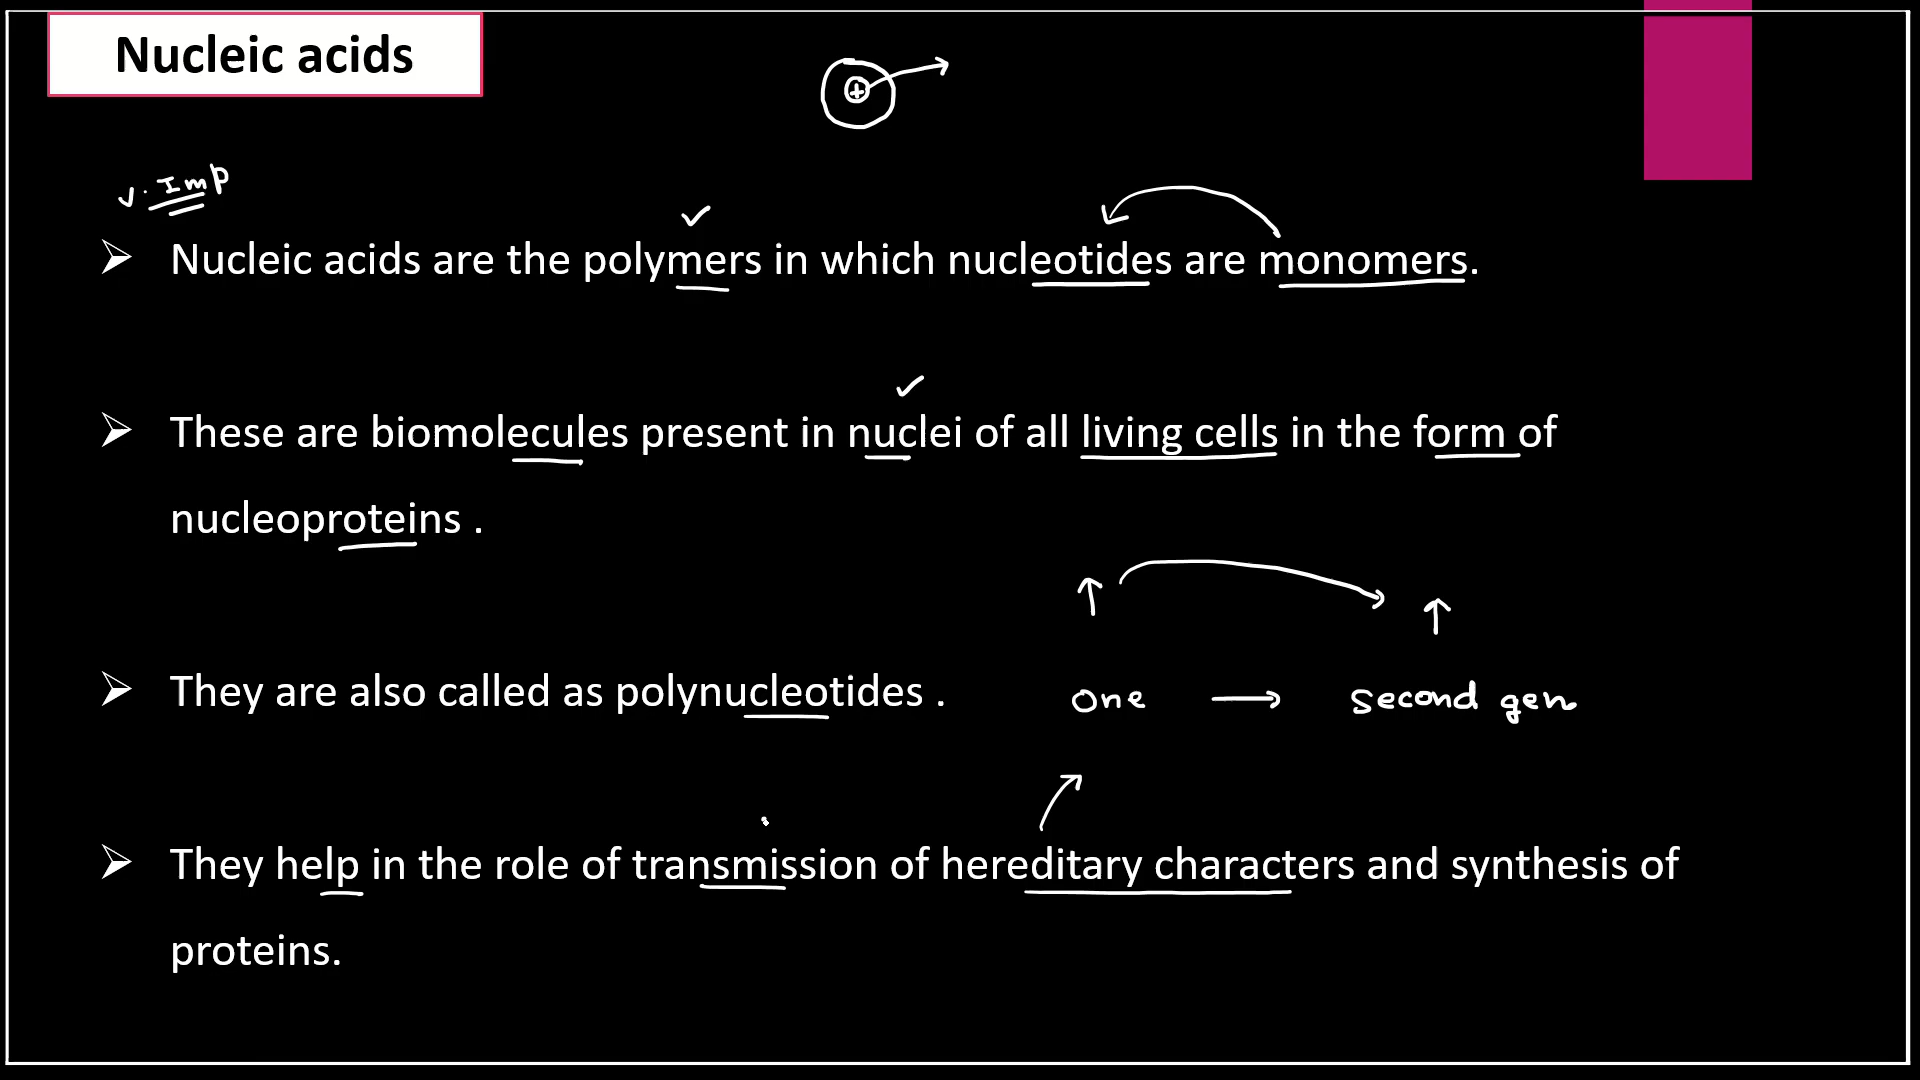 Nucleic acids
v. Imp
➢ Nucleic acids are the polymers in which nucleotides are monomers.
➢ These are biomolecules present in nuclei of all living cells in the form of
nucleoproteins .
➢ They are also called as polynucleotides .
One → Second gen
➢ They help in the role of transmission of hereditary characters and synthesis of
proteins.